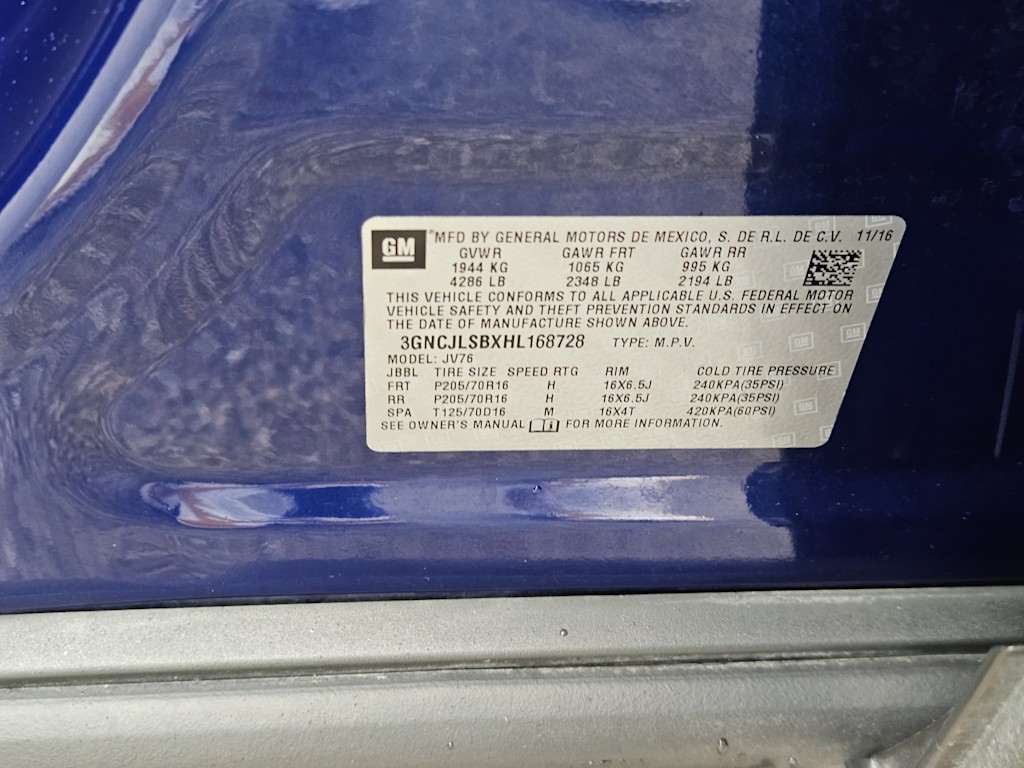 GM *MFD BY GENERAL MOTORS DE MEXICO, S. DE R.L. DE C.V. 11/16
GVWR GAWR FRT GAWR RR
1944 KG 1065 KG 995 KG
4286 LB 2348 LB 2194 LB
THIS VEHICLE CONFORMS TO ALL APPLICABLE U.S. FEDERAL MOTOR
VEHICLE SAFETY AND THEFT PREVENTION STANDARDS IN EFFECT ON
THE DATE OF MANUFACTURE SHOWN ABOVE.
3GNCJLSBXHL168728 TYPE: M.P.V.
MODEL: JV76
JBBL TIRE SIZE SPEED RTG RIM COLD TIRE PRESSURE
FRT P205/70R16 H 16X6.5J 240KPA(35PSI)
RR P205/70R16 H 16X6.5J 240KPA(35PSI)
SPA T125/70D16 M 16X4T 420KPA(60PSI)
SEE OWNER'S MANUAL FOR MORE INFORMATION.